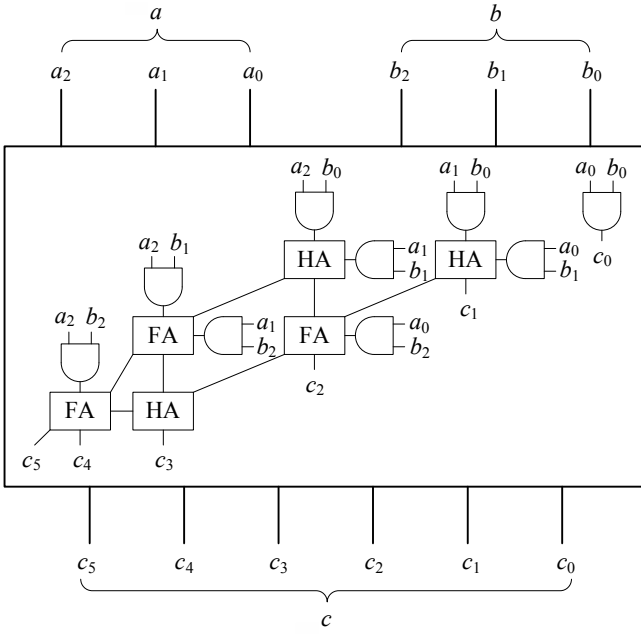 a b
a₂ a₁ a₀ b₂ b₁ b₀
a₂ b₀ a₁ b₀ a₀ b₀
a₂ b₁ HA a₁ HA a₀ c₀
b₁ b₁
c₁
a₂ b₂ FA a₁ FA a₀
b₂ b₂
c₂
FA HA
c₅ c₄ c₃
c₅ c₄ c₃ c₂ c₁ c₀
c